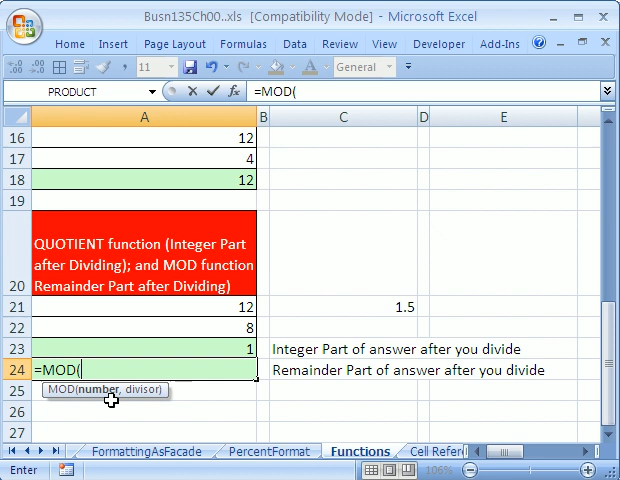 Busn135Ch00..xls [Compatibility Mode] - Microsoft Excel
Home Insert Page Layout Formulas Data Review View Developer Add-Ins
11 General
PRODUCT fx =MOD(
A B C D E
16 12
17 4
18 12
19
QUOTIENT function (Integer Part
after Dividing); and MOD function
20 Remainder Part after Dividing)
21 12 1.5
22 8
23 1 Integer Part of answer after you divide
24 =MOD( Remainder Part of answer after you divide
25 MOD(number, divisor)
26
27
FormattingAsFacade PercentFormat Functions Cell Refere
Enter 106%